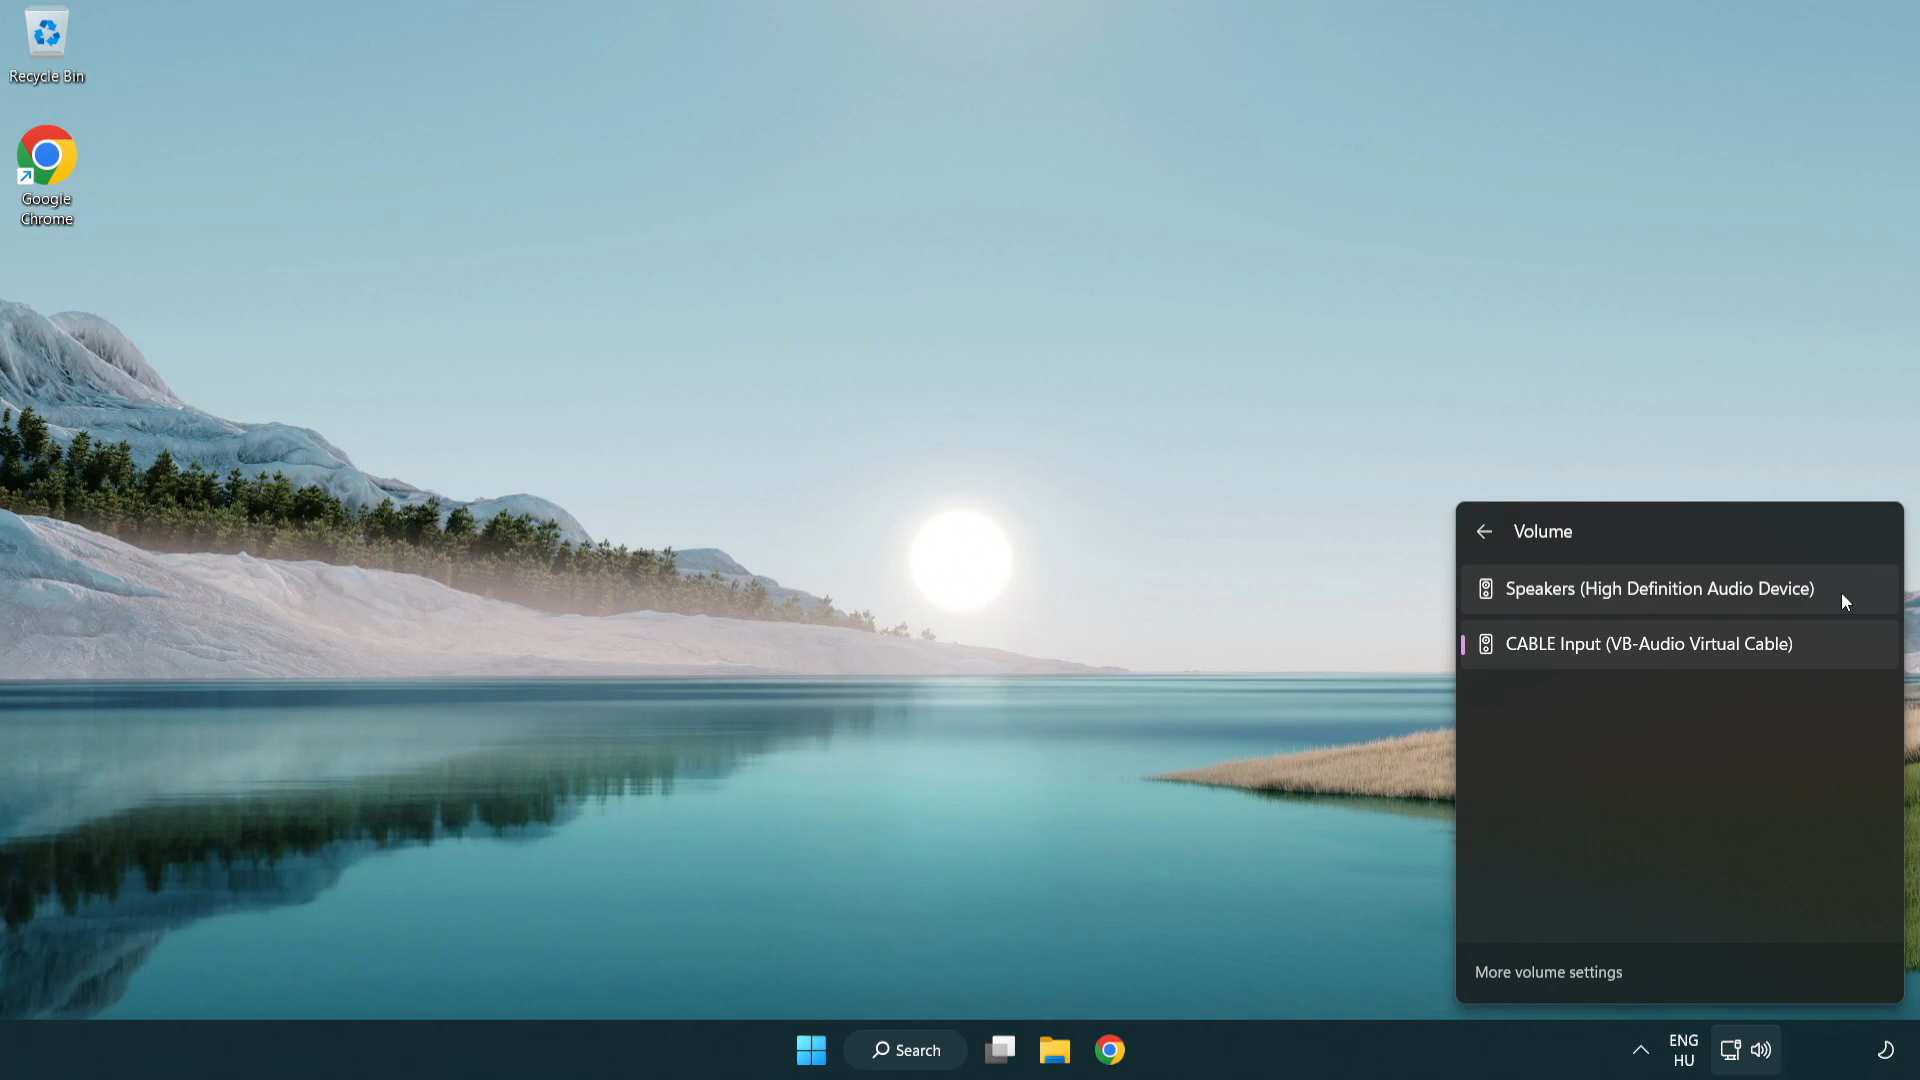 Recycle Bin
Google
Chrome
Volume
Speakers (High Definition Audio Device)
CABLE Input (VB-Audio Virtual Cable)
More volume settings
Search
ENG
HU